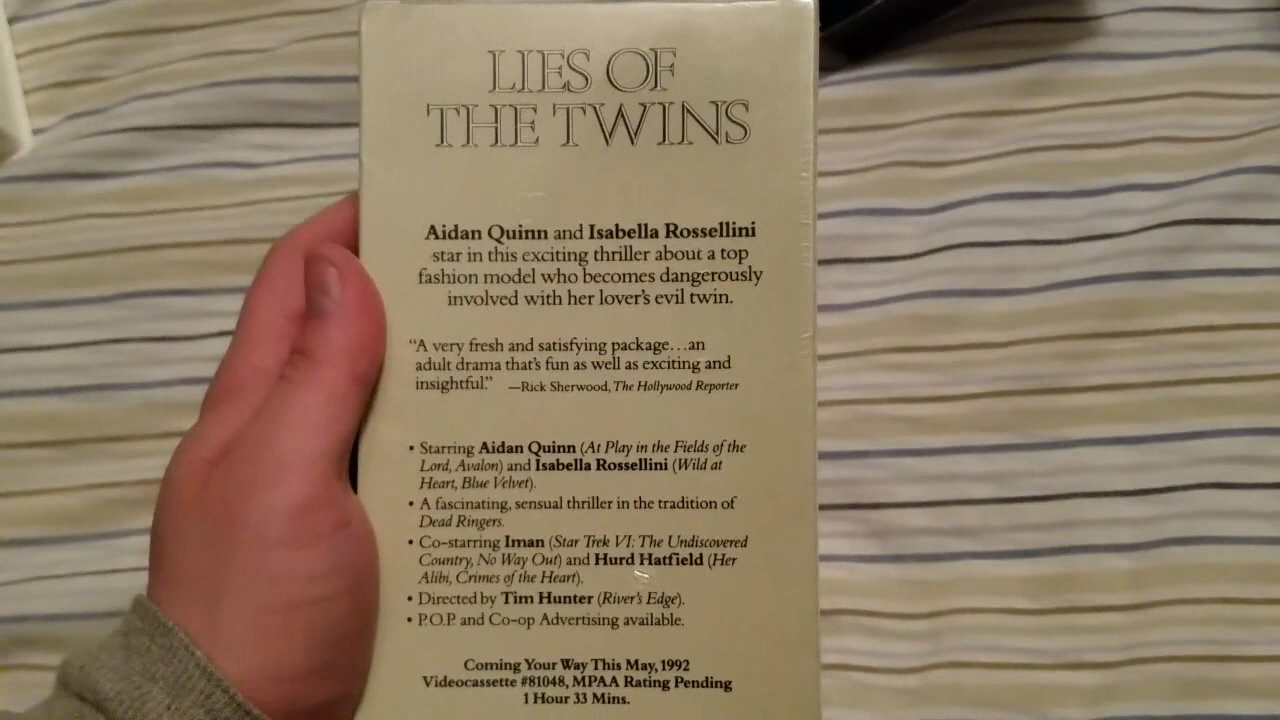 LIES OF
THE TWINS
Aidan Quinn and Isabella Rossellini
star in this exciting thriller about a top
fashion model who becomes dangerously
involved with her lover's evil twin.
“A very fresh and satisfying package...an
adult drama that's fun as well as exciting and
insightful.” —Rick Sherwood, The Hollywood Reporter
• Starring Aidan Quinn (At Play in the Fields of the
Lord, Avalon) and Isabella Rossellini (Wild at
Heart, Blue Velvet).
• A fascinating, sensual thriller in the tradition of
Dead Ringers.
• Co-starring Iman (Star Trek VI: The Undiscovered
Country, No Way Out) and Hurd Hatfield (Her
Alibi, Crimes of the Heart).
• Directed by Tim Hunter (River's Edge).
• P.O.P. and Co-op Advertising available.
Coming Your Way This May, 1992
Videocassette #81048, MPAA Rating Pending
1 Hour 33 Mins.